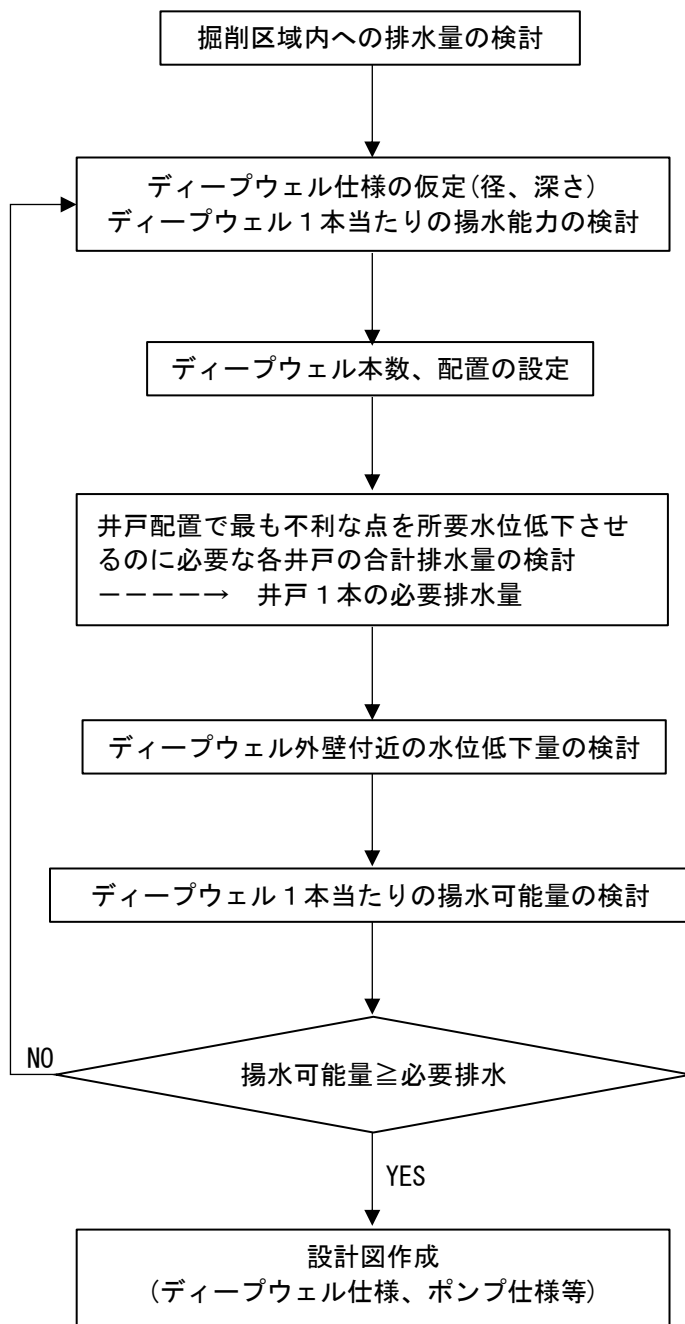 掘削区域内への排水量の検討
ディープウェル仕様の仮定(径、深さ)
ディープウェル１本当たりの揚水能力の検討
ディープウェル本数、配置の設定
井戸配置で最も不利な点を所要水位低下させ
るのに必要な各井戸の合計排水量の検討
－－－－→　井戸１本の必要排水量
ディープウェル外壁付近の水位低下量の検討
ディープウェル１本当たりの揚水可能量の検討
NO
揚水可能量≧必要排水
YES
設計図作成
(ディープウェル仕様、ポンプ仕様等)